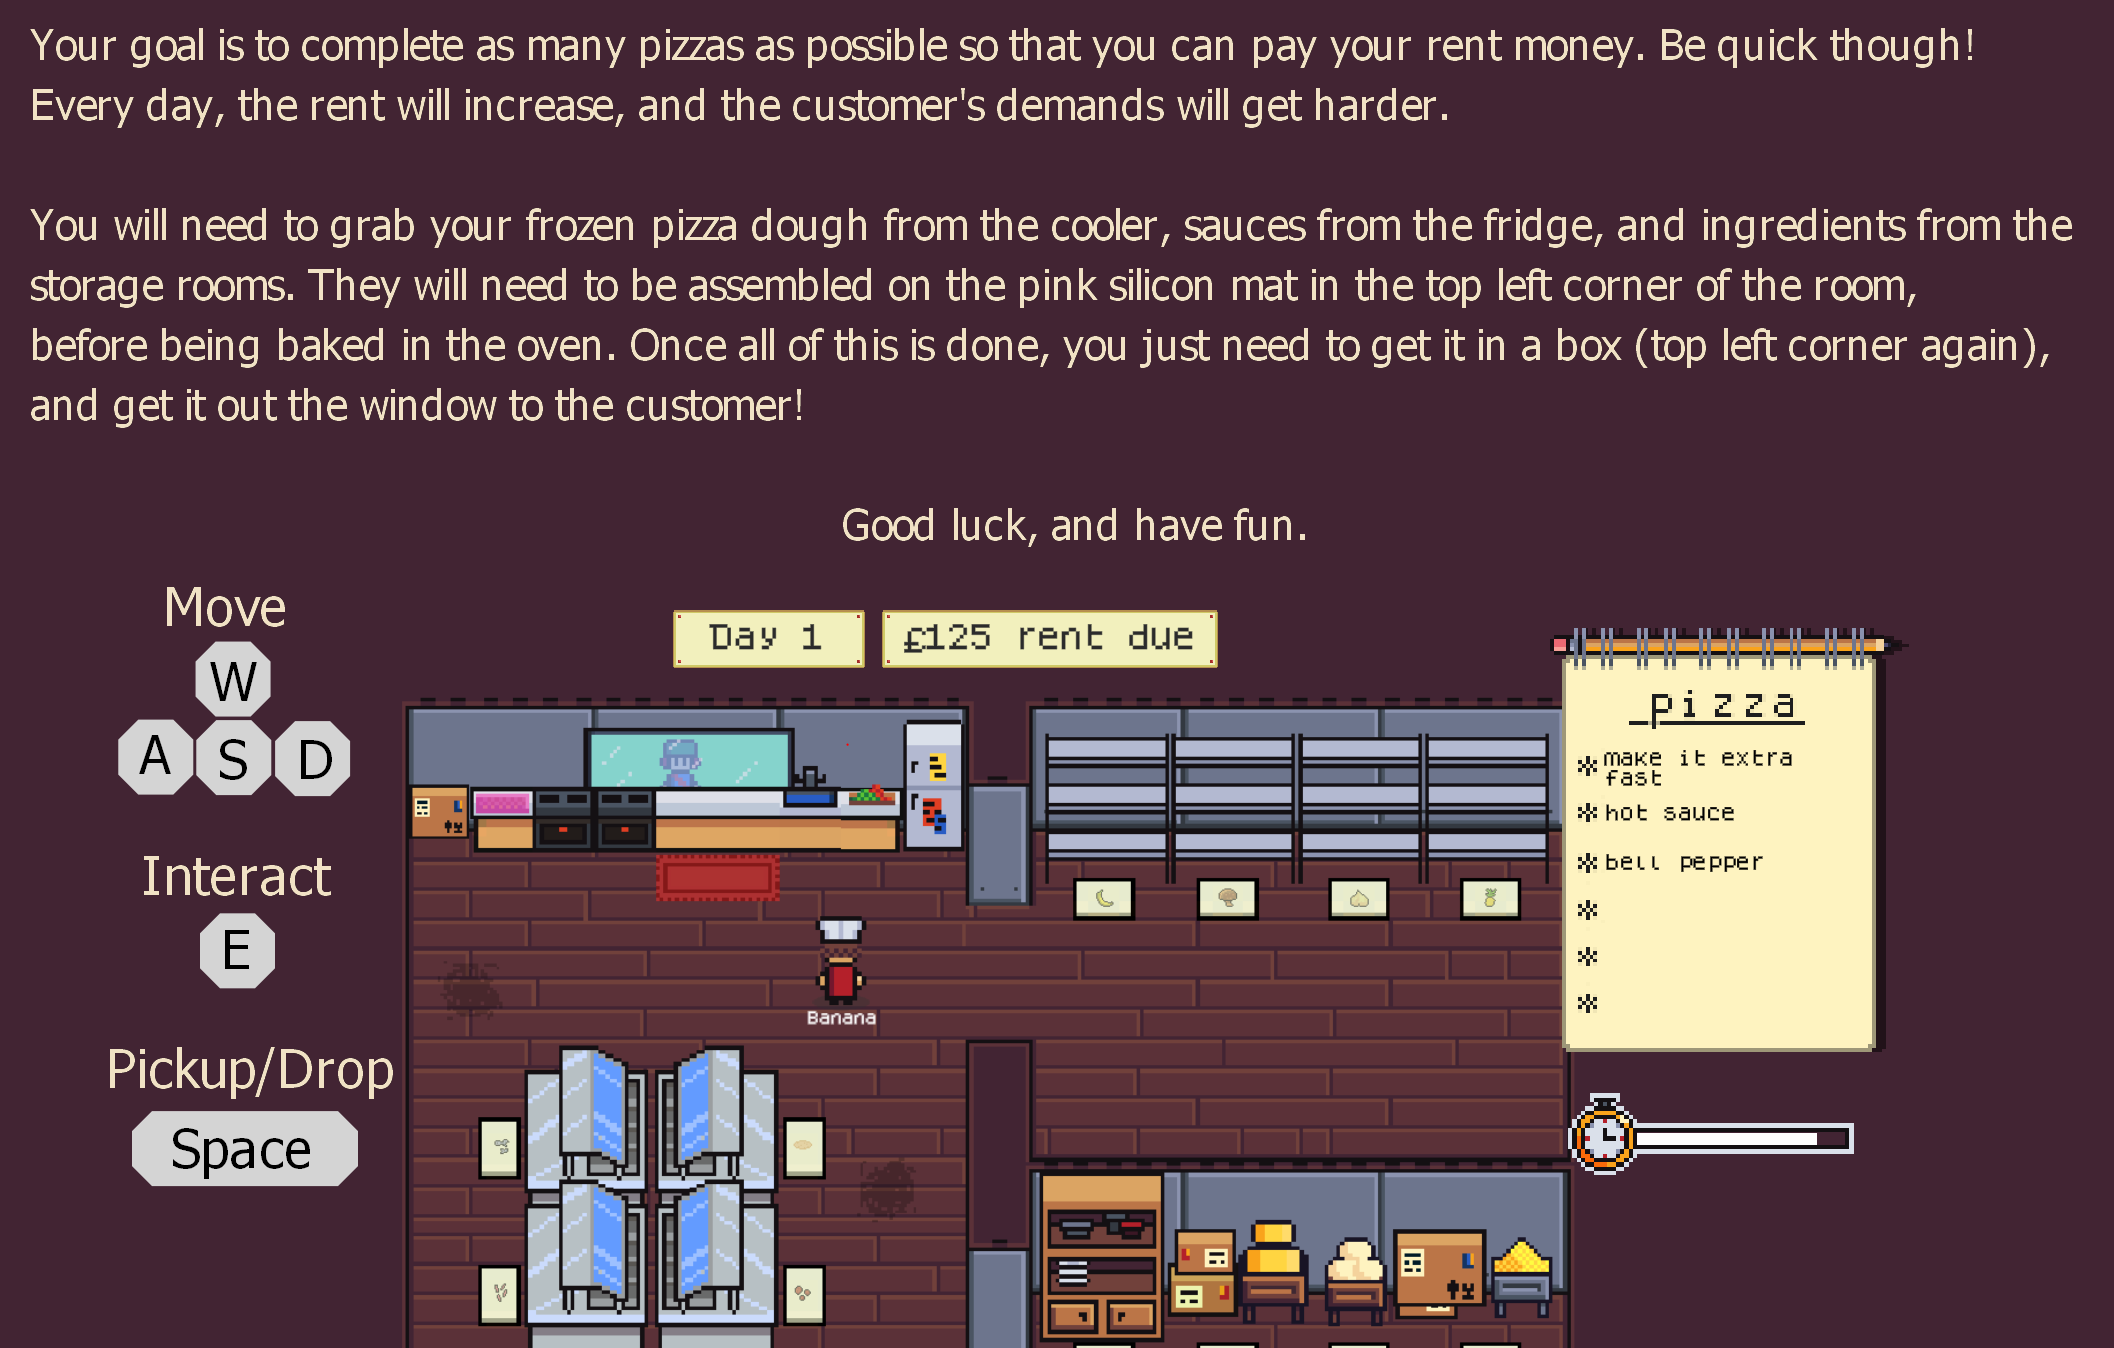 Your goal is to complete as many pizzas as possible so that you can pay your rent money. Be quick though!
Every day, the rent will increase, and the customer's demands will get harder.
You will need to grab your frozen pizza dough from the cooler, sauces from the fridge, and ingredients from the
storage rooms. They will need to be assembled on the pink silicon mat in the top left corner of the room,
before being baked in the oven. Once all of this is done, you just need to get it in a box (top left corner again),
and get it out the window to the customer!
Good luck, and have fun.
Move
W
A S D
Interact
E
Pickup/Drop
Space
Day 1
£125 rent due
pizza
make it extra
fast
hot sauce
bell pepper
Banana